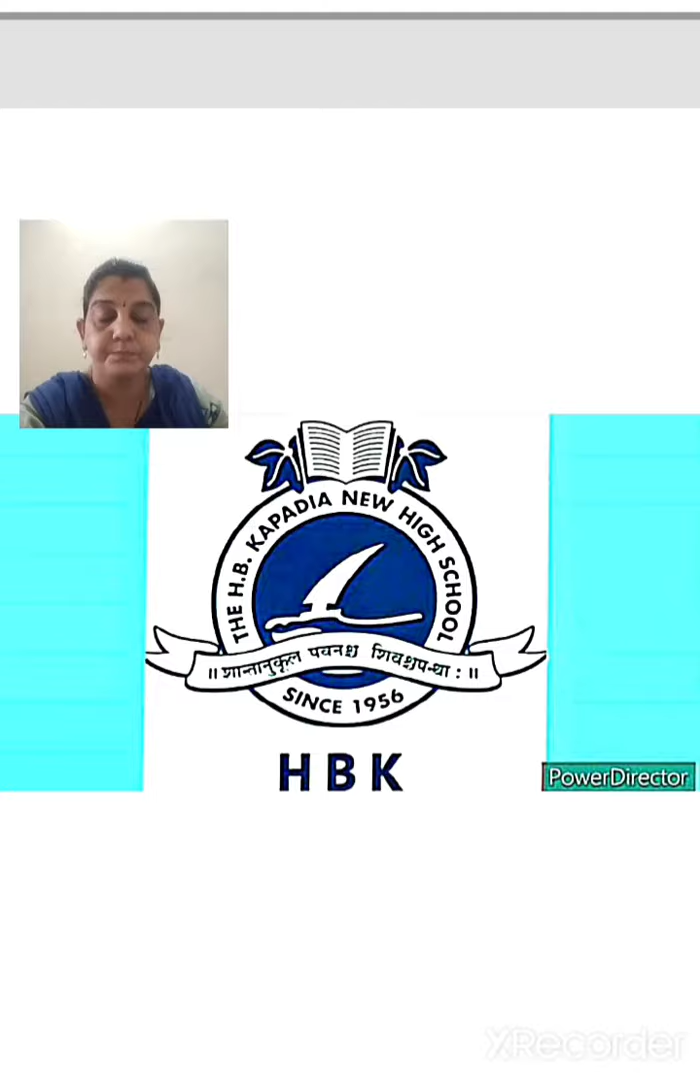 THE H.B. KAPADIA NEW HIGH SCHOOL
॥ शान्तानुकूल पवनश्च शिवश्चपन्था : ॥
SINCE 1956
HBK
PowerDirector
XRecorder